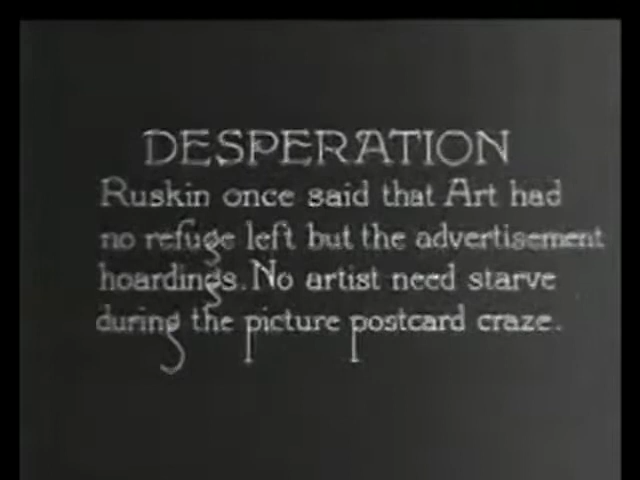 DESPERATION
Ruskin once said that Art had
no refuge left but the advertisement
hoardings. No artist need starve
during the picture postcard craze.